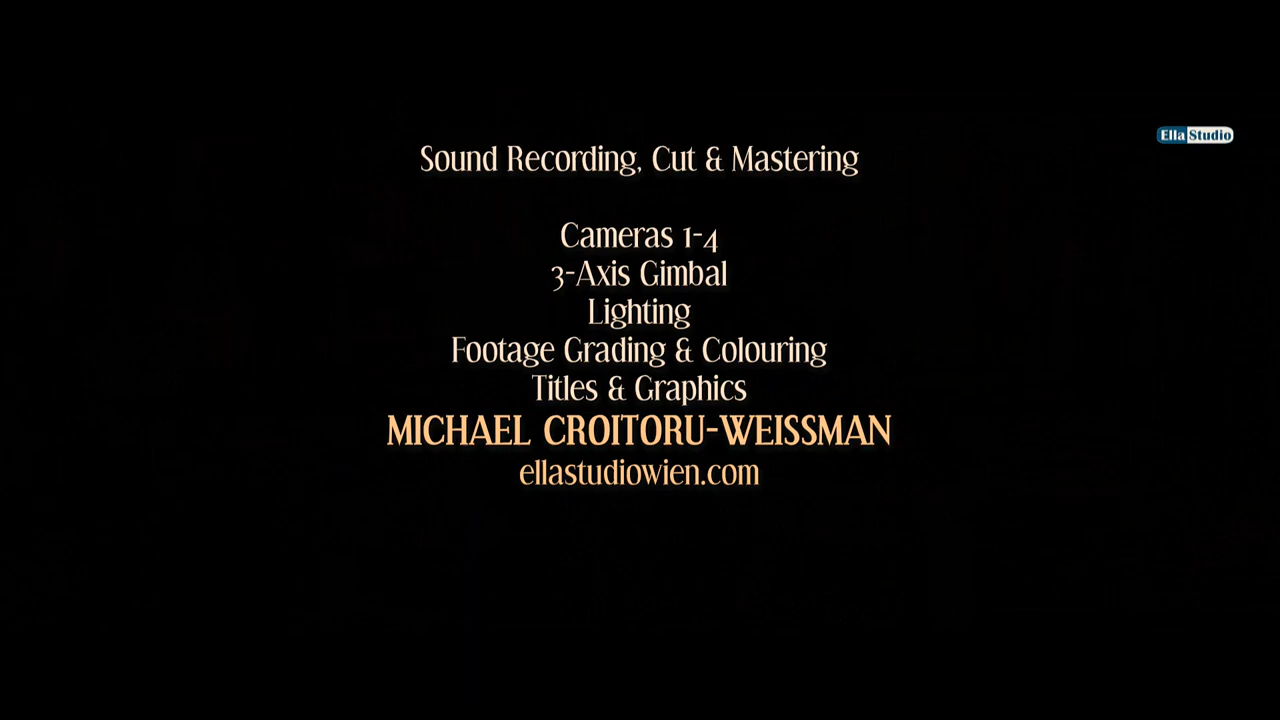 Ella Studio
Sound Recording, Cut & Mastering
Cameras 1-4
3-Axis Gimbal
Lighting
Footage Grading & Colouring
Titles & Graphics
MICHAEL CROITORU-WEISSMAN
ellastudiowien.com